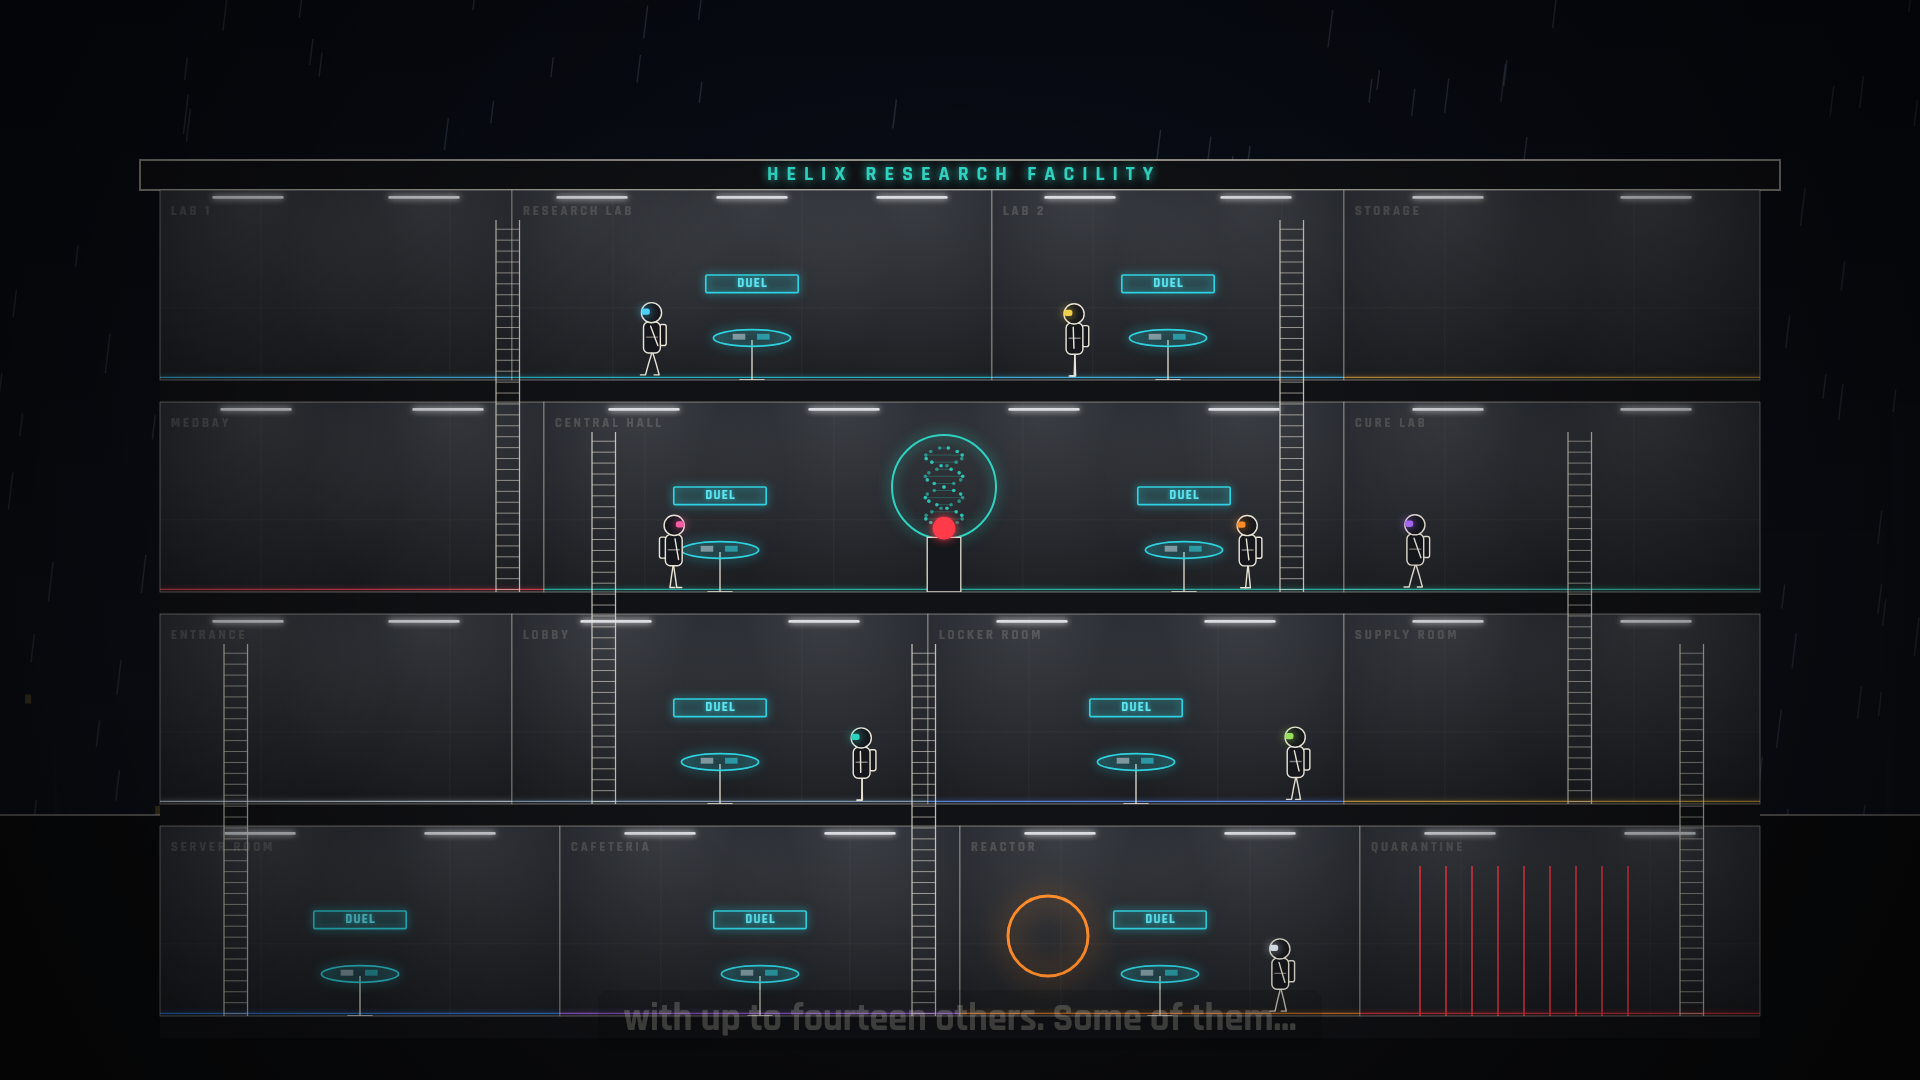 HELIX RESEARCH FACILITY
LAB 1
RESEARCH LAB
LAB 2
STORAGE
DUEL
DUEL
MEDBAY
CENTRAL HALL
CURE LAB
DUEL
DUEL
ENTRANCE
LOBBY
LOCKER ROOM
SUPPLY ROOM
DUEL
DUEL
SERVER ROOM
CAFETERIA
REACTOR
QUARANTINE
DUEL
DUEL
DUEL
with up to fourteen others. Some of them...